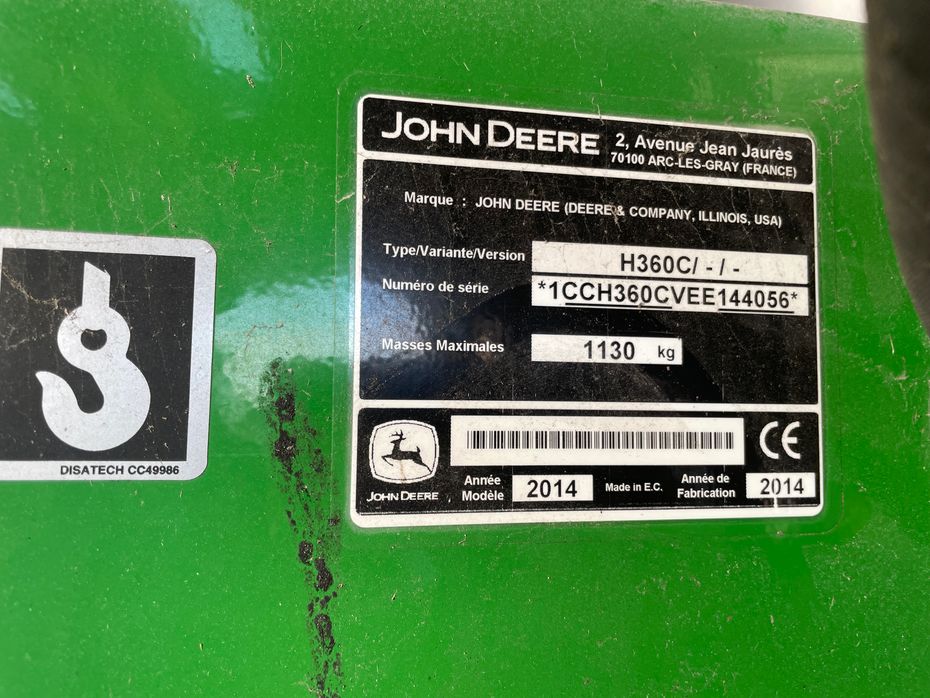 JOHN DEERE
2, Avenue Jean Jaurès
70100 ARC-LES-GRAY (FRANCE)
Marque : JOHN DEERE (DEERE & COMPANY, ILLINOIS, USA)
Type/Variante/Version H360C/ - / -
Numéro de série *1CCH360CVEE144056*
Masses Maximales 1130 kg
DISATECH CC49986
CE
JOHN DEERE
Année Modèle 2014 Made in E.C. Année de Fabrication 2014